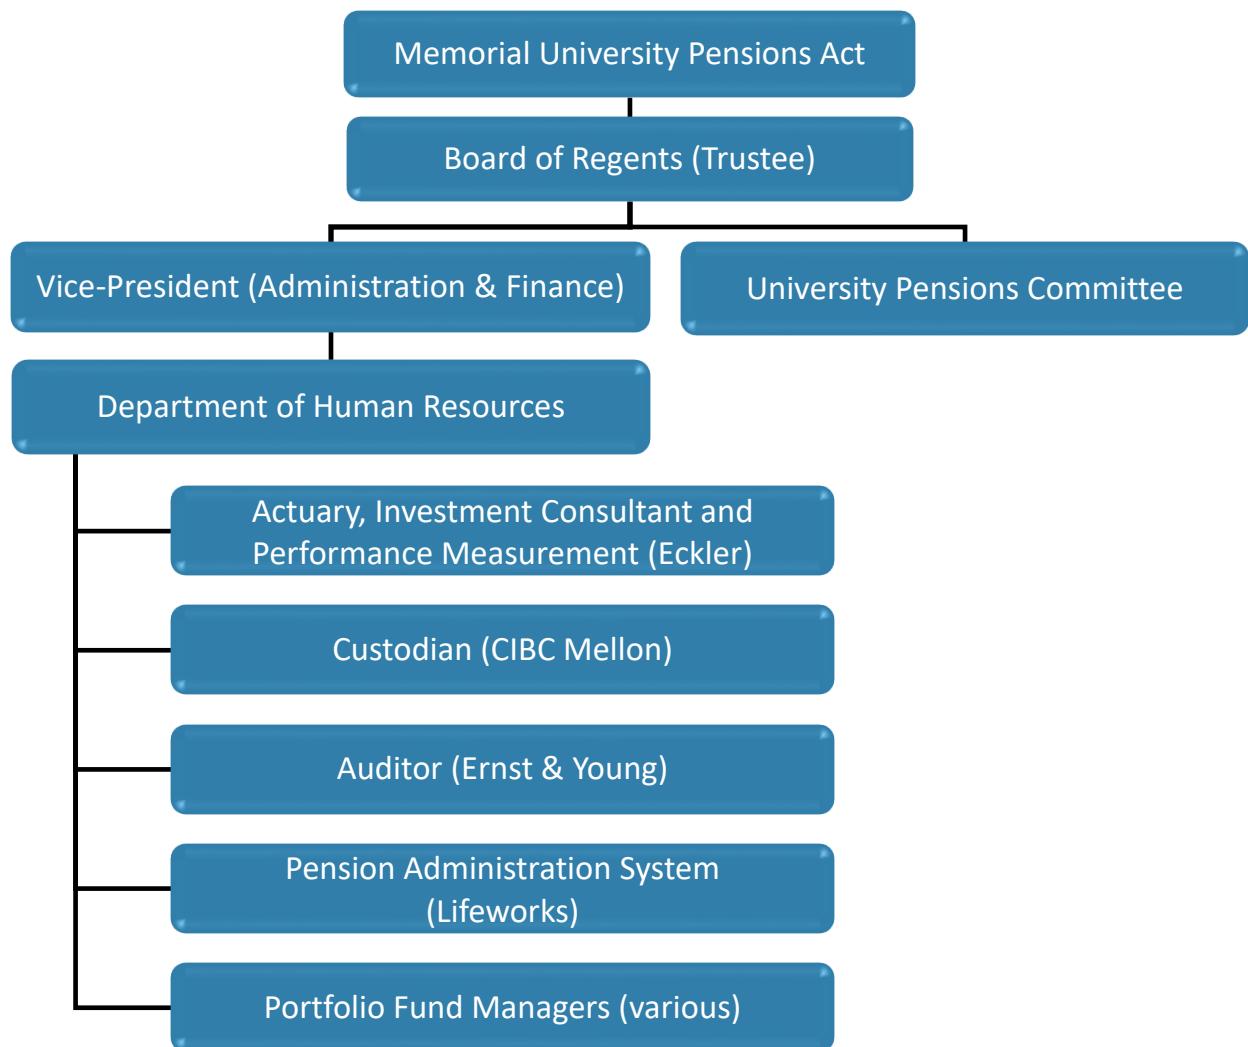 Memorial University Pensions Act
Board of Regents (Trustee)
Vice-President (Administration & Finance)
University Pensions Committee
Department of Human Resources
Actuary, Investment Consultant and
Performance Measurement (Eckler)
Custodian (CIBC Mellon)
Auditor (Ernst & Young)
Pension Administration System
(Lifeworks)
Portfolio Fund Managers (various)